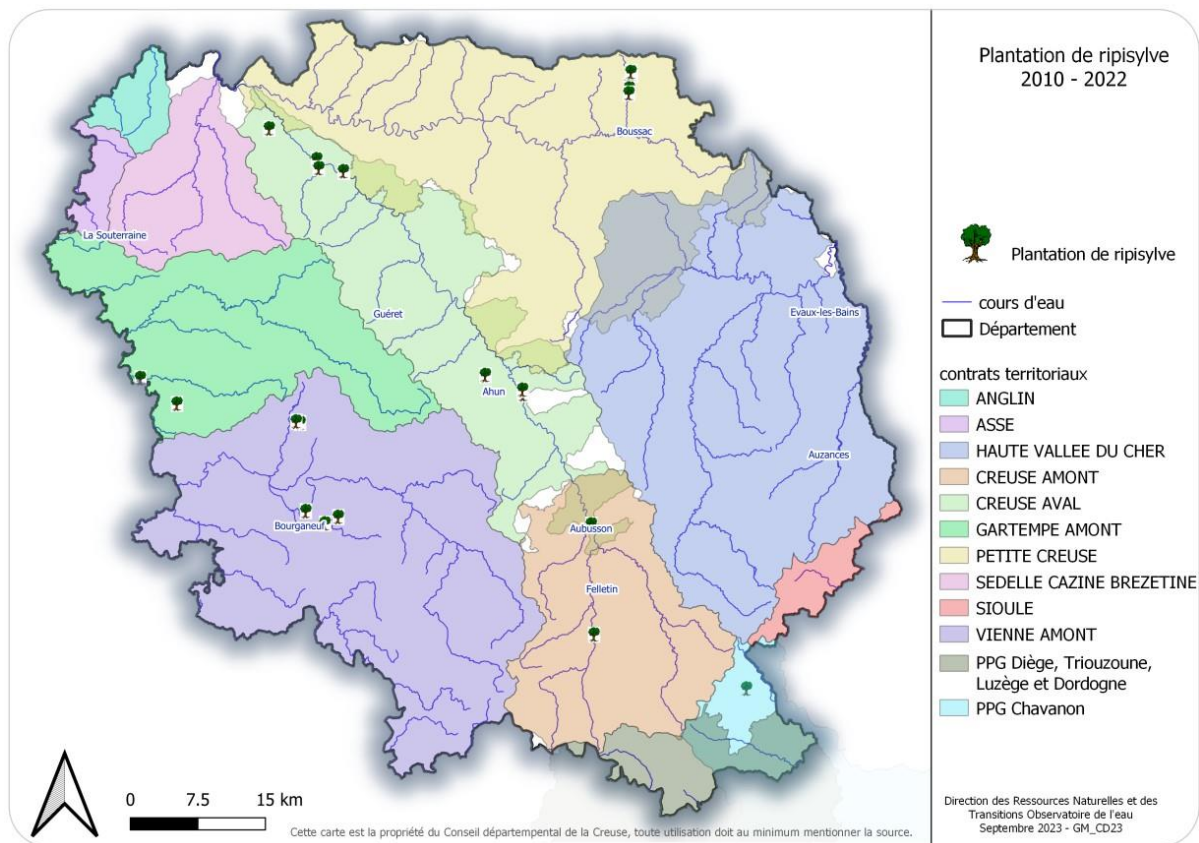 Plantation de ripisylve
2010 - 2022
Boussac
La Souterraine
Guéret
Evaux-les-Bains
Ahun
Auzances
Bourganeuf
Aubusson
Felletin
Plantation de ripisylve
cours d'eau
Département
contrats territoriaux
ANGLIN
ASSE
HAUTE VALLEE DU CHER
CREUSE AMONT
CREUSE AVAL
GARTEMPE AMONT
PETITE CREUSE
SEDELLE CAZINE BREZETINE
SIOULE
VIENNE AMONT
PPG Diège, Triouzoune,
Luzège et Dordogne
PPG Chavanon
0 7.5 15 km
Cette carte est la propriété du Conseil départempental de la Creuse, toute utilisation doit au minimum mentionner la source.
Direction des Ressources Naturelles et des
Transitions Observatoire de l'eau
Septembre 2023 - GM_CD23